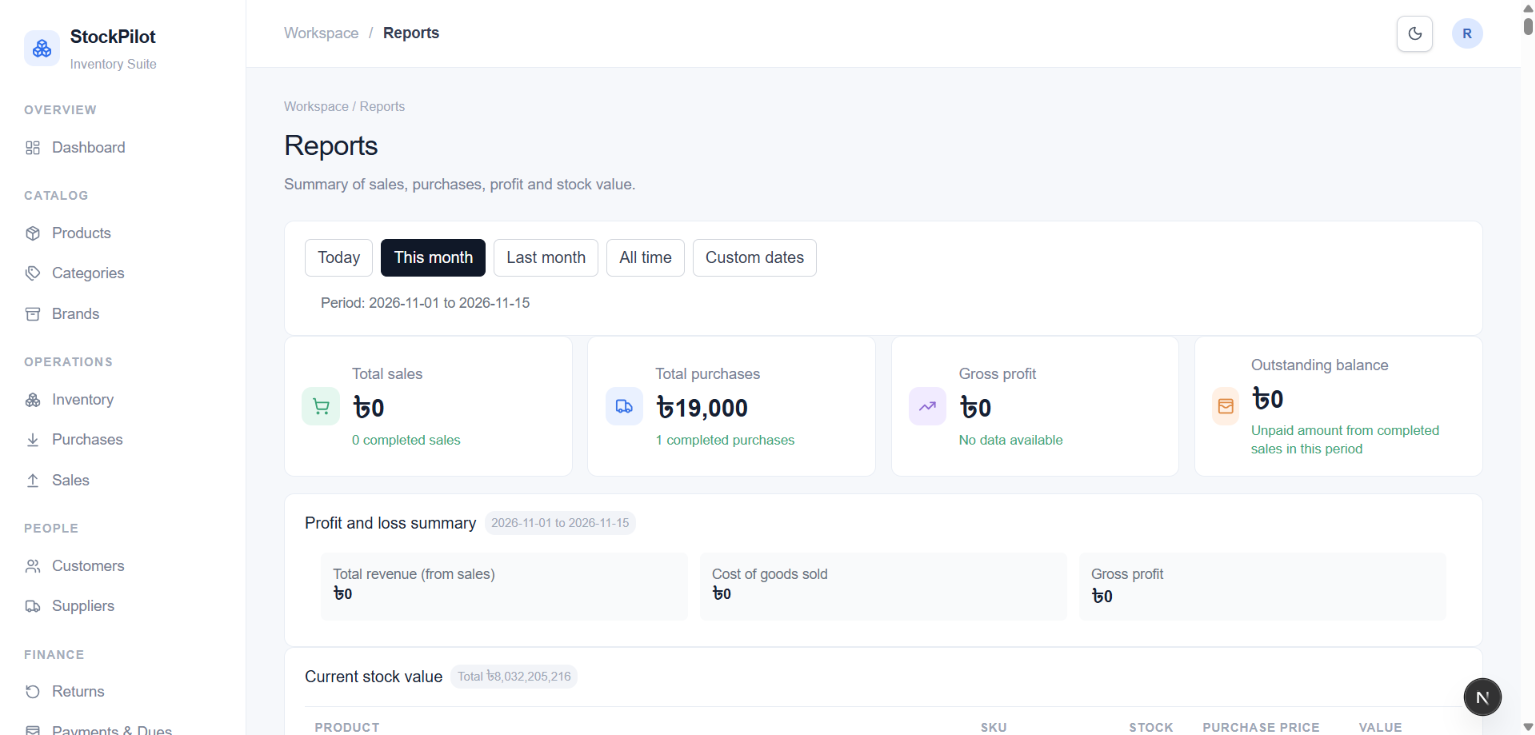 StockPilot
Inventory Suite
OVERVIEW
Dashboard
CATALOG
Products
Categories
Brands
OPERATIONS
Inventory
Purchases
Sales
PEOPLE
Customers
Suppliers
FINANCE
Returns
Payments & Dues
Workspace / Reports
R
Workspace / Reports
Reports
Summary of sales, purchases, profit and stock value.
Today This month Last month All time Custom dates
Period: 2026-11-01 to 2026-11-15
Total sales
৳0
0 completed sales
Total purchases
৳19,000
1 completed purchases
Gross profit
৳0
No data available
Outstanding balance
৳0
Unpaid amount from completed
sales in this period
Profit and loss summary 2026-11-01 to 2026-11-15
Total revenue (from sales)
৳0
Cost of goods sold
৳0
Gross profit
৳0
Current stock value Total ৳8,032,205,216
PRODUCT SKU STOCK PURCHASE PRICE VALUE
N